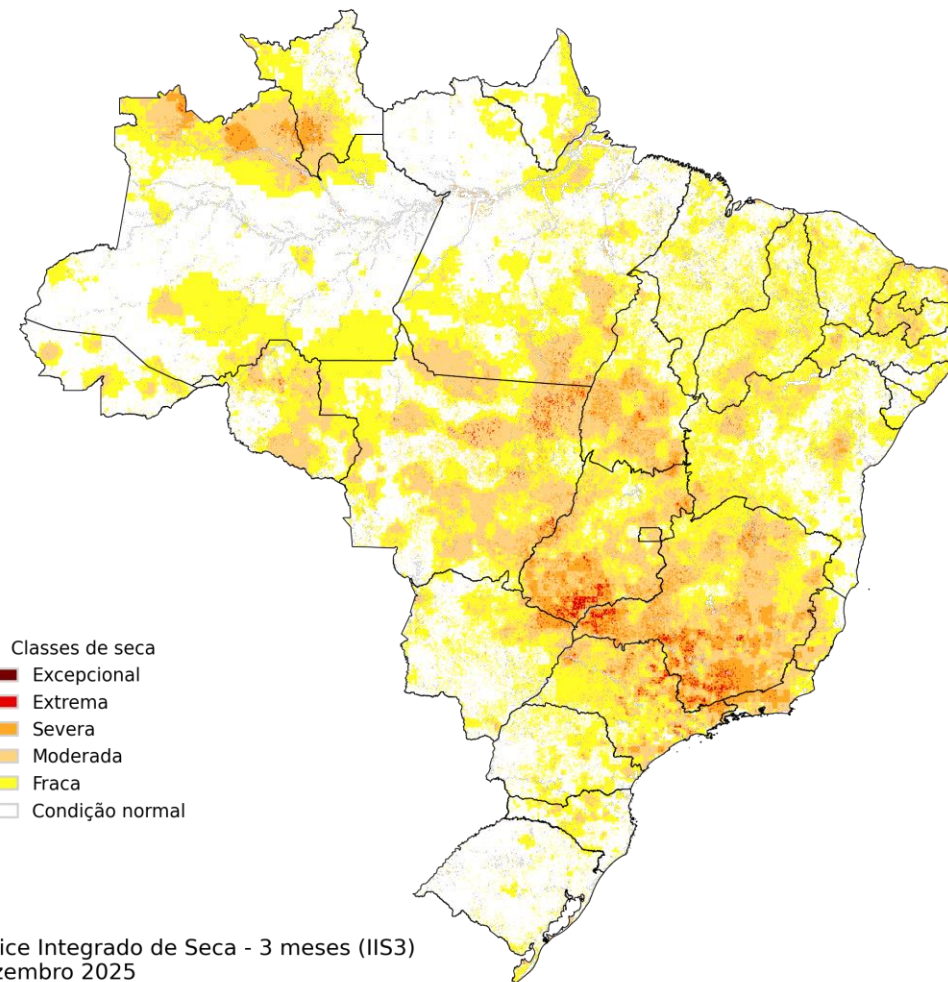 Classes de seca
Excepcional
Extrema
Severa
Moderada
Fraca
Condição normal
ice Integrado de Seca - 3 meses (IIS3)
zembro 2025